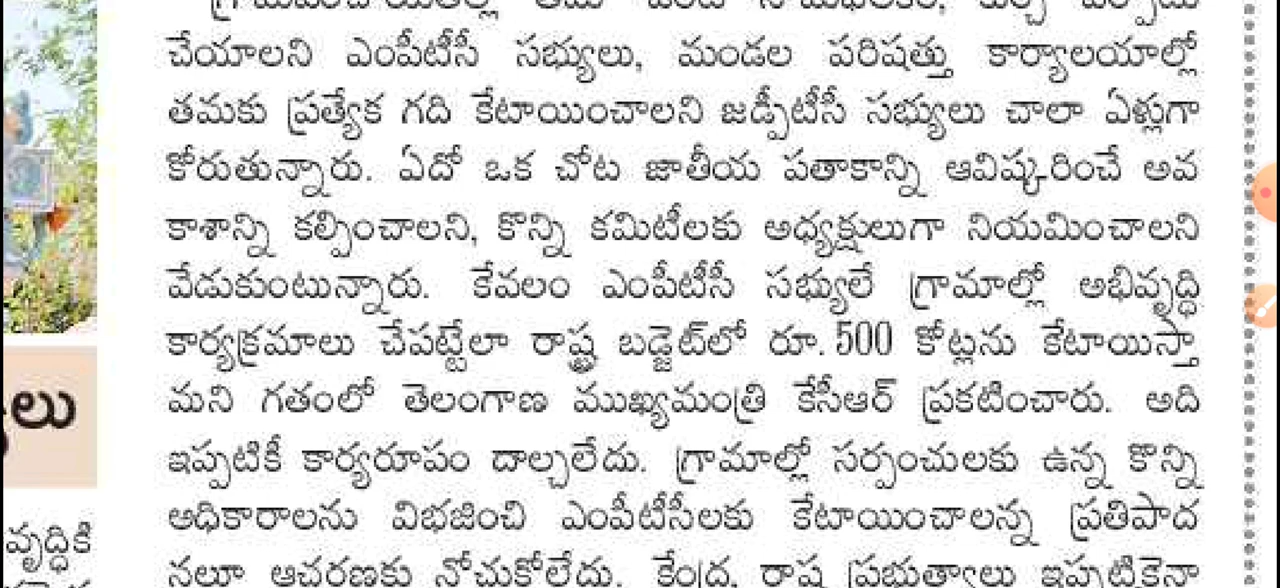 చేయాలని ఎంపీటీసీ సభ్యులు, మండల పరిషత్తు కార్యాలయాల్లో
తమకు ప్రత్యేక గది కేటాయించాలని జడ్పీటీసీ సభ్యులు చాలా ఏళ్లుగా
కోరుతున్నారు. ఏదో ఒక చోట జాతీయ పతాకాన్ని ఆవిష్కరించే అవ
కాశాన్ని కల్పించాలని, కొన్ని కమిటీలకు అధ్యక్షులుగా నియమించాలని
వేడుకుంటున్నారు. కేవలం ఎంపీటీసీ సభ్యులే గ్రామాల్లో అభివృద్ధి
కార్యక్రమాలు చేపట్టేలా రాష్ట్ర బడ్జెట్‌లో రూ. 500 కోట్లను కేటాయిస్తా
మని గతంలో తెలంగాణ ముఖ్యమంత్రి కేసీఆర్ ప్రకటించారు. అది
ఇప్పటికీ కార్యరూపం దాల్చలేదు. గ్రామాల్లో సర్పంచులకు ఉన్న కొన్ని
అధికారాలను విభజించి ఎంపీటీసీలకు కేటాయించాలన్న ప్రతిపాద
నలూ ఆచరణకు నోచుకోలేదు. కేంద్ర, రాష్ట్ర ప్రభుత్వాలు ఇప్పటికైనా
లు
వృద్ధికి